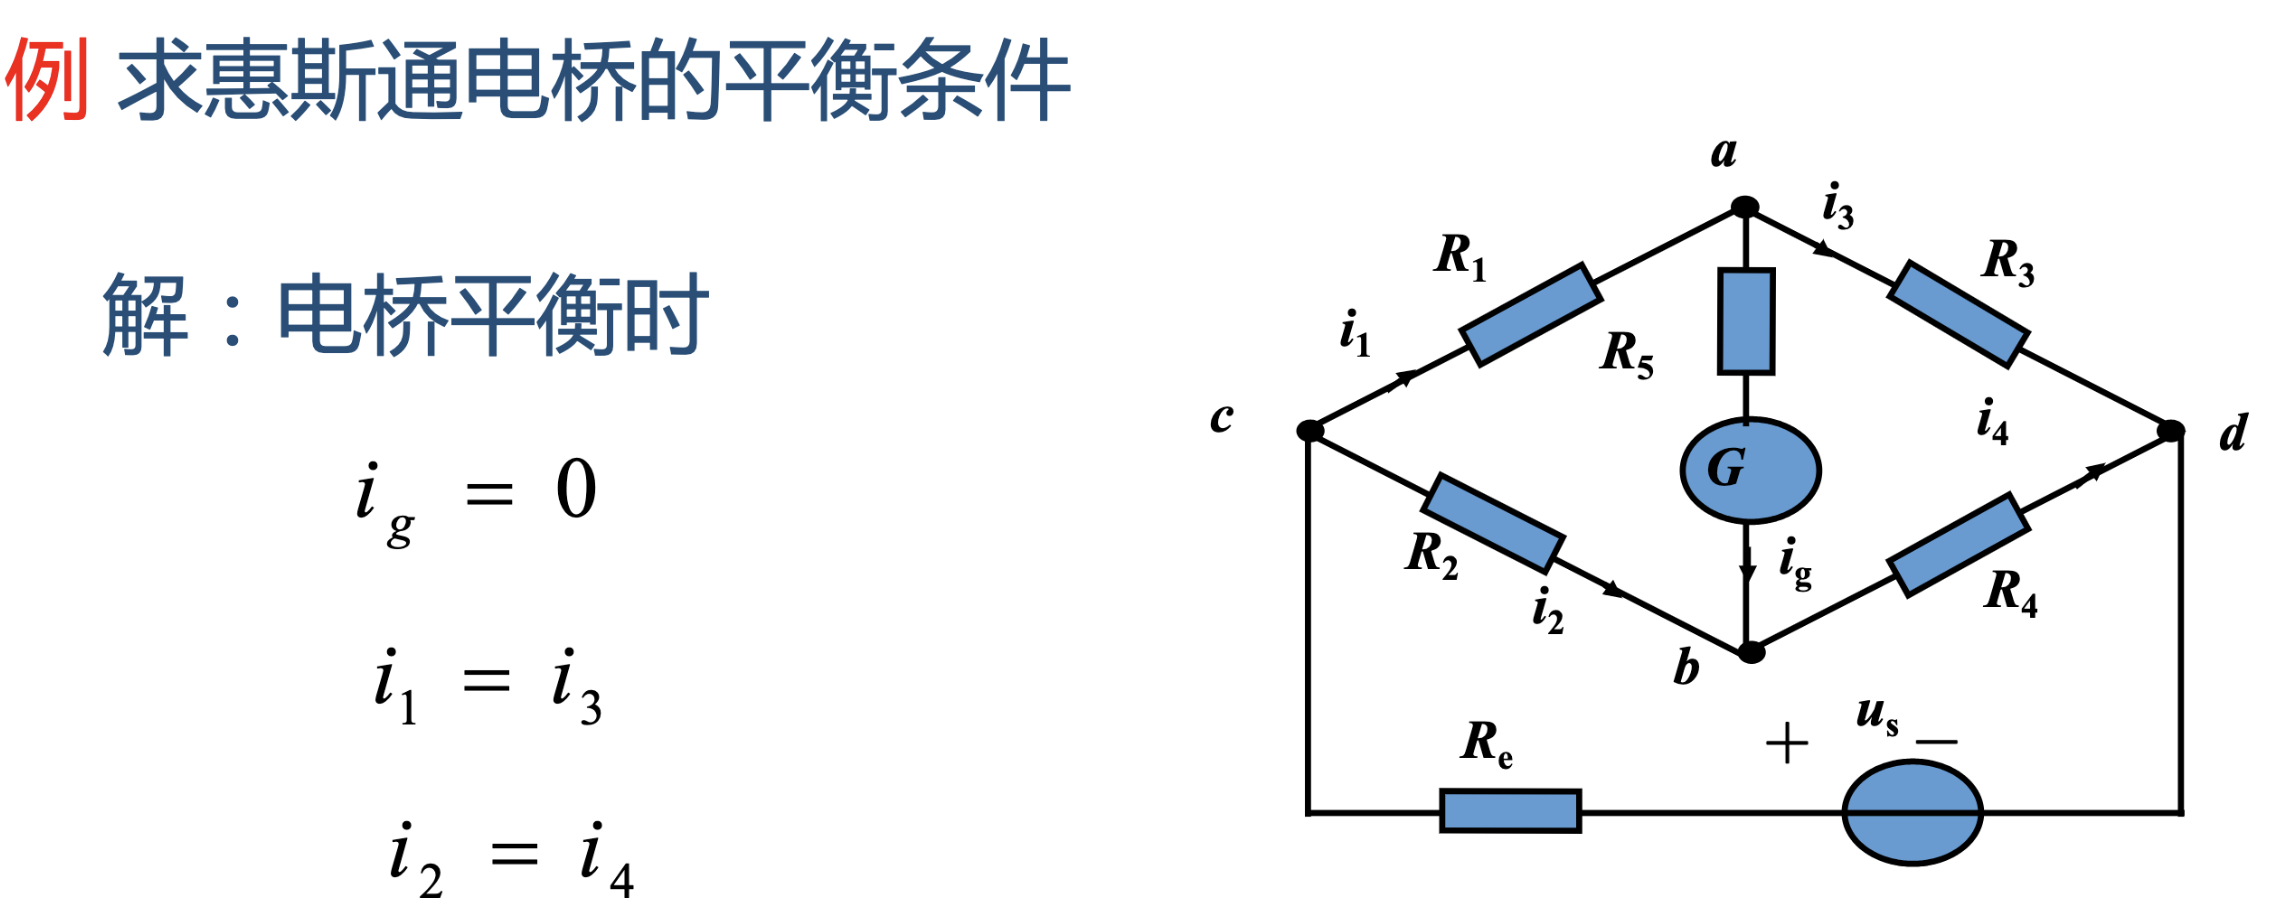 例 求惠斯通电桥的平衡条件
解：电桥平衡时
i_g = 0
i_1 = i_3
i_2 = i_4
a
i_3
R_1
R_3
i_1
R_5
c
i_4
d
G
R_2
i_g
R_4
i_2
b
u_s
+ −
R_e